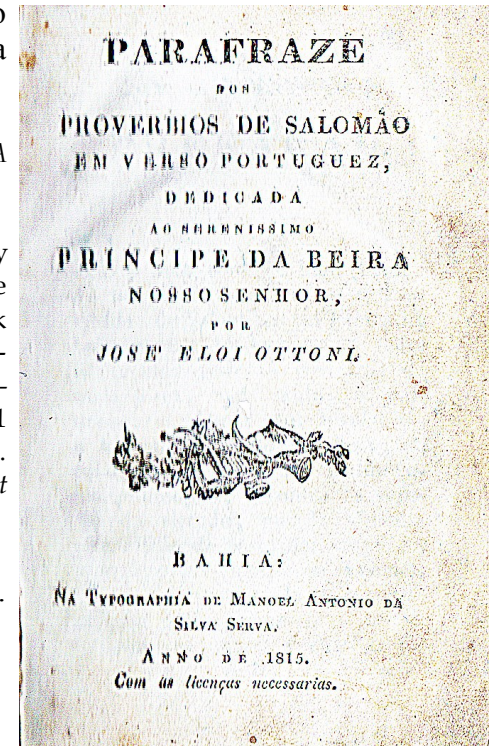 PARAFRAZE
DOS
PROVERBIOS DE SALOMÃO
EM VERSO PORTUGUEZ,
DEDICADA
AO SERENISSIMO
PRINCIPE DA BEIRA
NOSSO SENHOR,
POR
JOSE' ELOI OTTONI.
BAHIA:
NA TYPOGRAPHIA DE MANOEL ANTONIO DA
SILVA SERVA.
ANNO DE 1815.
Com as licenças necessarias.